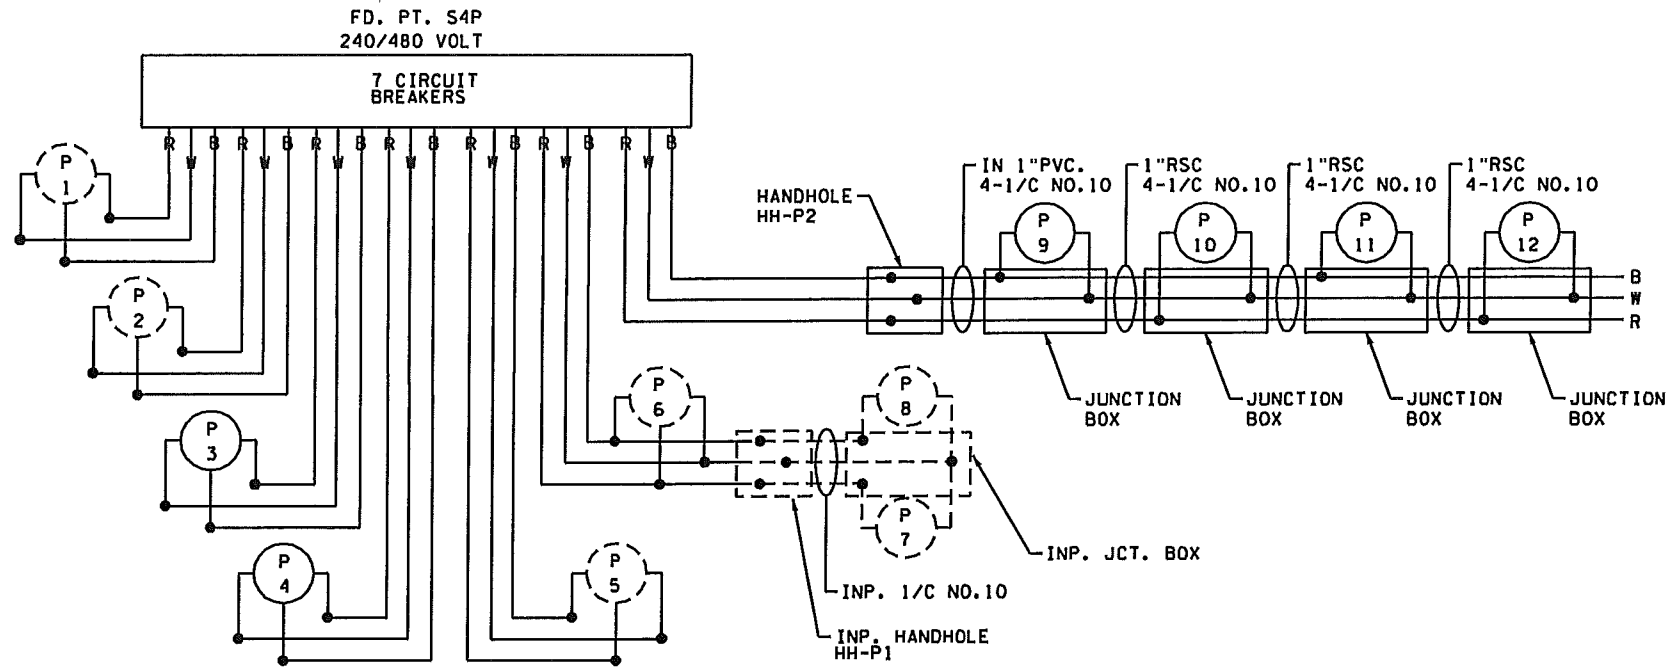 FD. PT. S4P
240/480 VOLT
7 CIRCUIT
BREAKERS
R W B R W B R W B R W B R W B R W B R W B
P
1
P
2
P
3
P
4
P
5
P
6
P
7
P
8
INP. HANDHOLE
HH-P1
INP. 1/C NO.10
INP. JCT. BOX
HANDHOLE
HH-P2
IN 1"PVC.
4-1/C NO.10
1"RSC
4-1/C NO.10
1"RSC
4-1/C NO.10
1"RSC
4-1/C NO.10
P
9
P
10
P
11
P
12
B
W
R
JUNCTION
BOX
JUNCTION
BOX
JUNCTION
BOX
JUNCTION
BOX